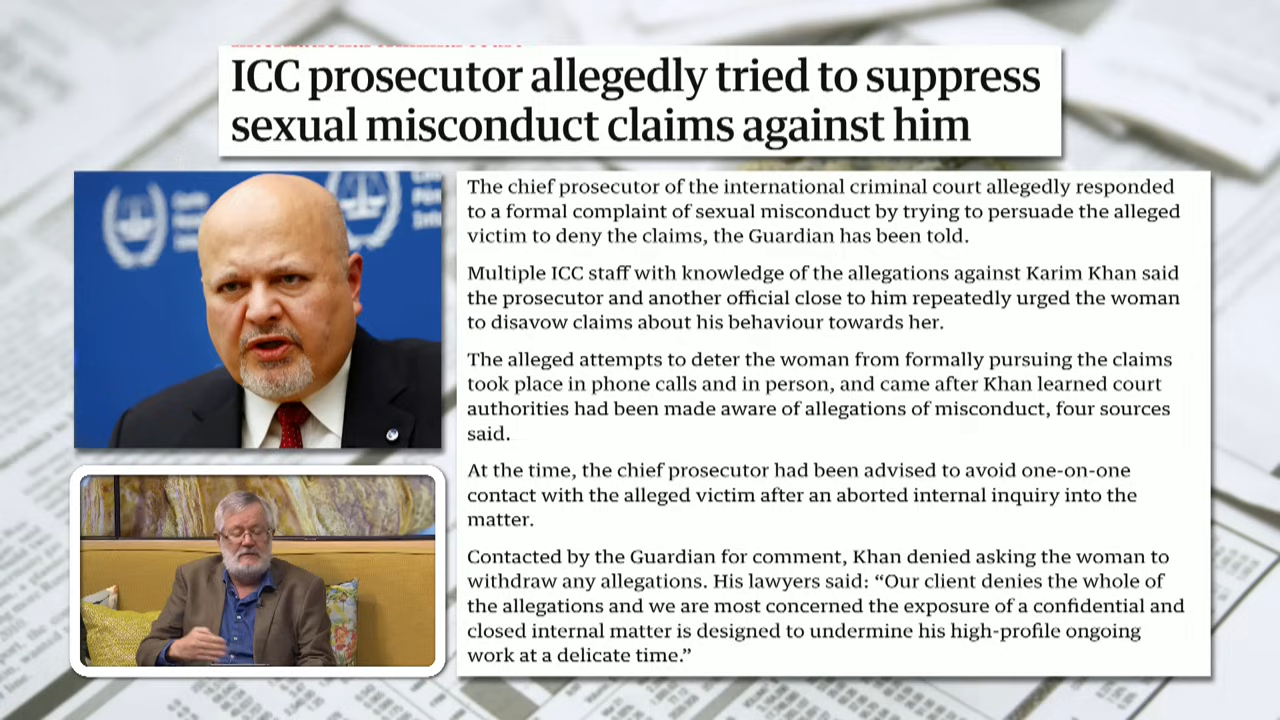 ICC prosecutor allegedly tried to suppress
sexual misconduct claims against him
The chief prosecutor of the international criminal court allegedly responded
to a formal complaint of sexual misconduct by trying to persuade the alleged
victim to deny the claims, the Guardian has been told.
Multiple ICC staff with knowledge of the allegations against Karim Khan said
the prosecutor and another official close to him repeatedly urged the woman
to disavow claims about his behaviour towards her.
The alleged attempts to deter the woman from formally pursuing the claims
took place in phone calls and in person, and came after Khan learned court
authorities had been made aware of allegations of misconduct, four sources
said.
At the time, the chief prosecutor had been advised to avoid one-on-one
contact with the alleged victim after an aborted internal inquiry into the
matter.
Contacted by the Guardian for comment, Khan denied asking the woman to
withdraw any allegations. His lawyers said: “Our client denies the whole of
the allegations and we are most concerned the exposure of a confidential and
closed internal matter is designed to undermine his high-profile ongoing
work at a delicate time.”